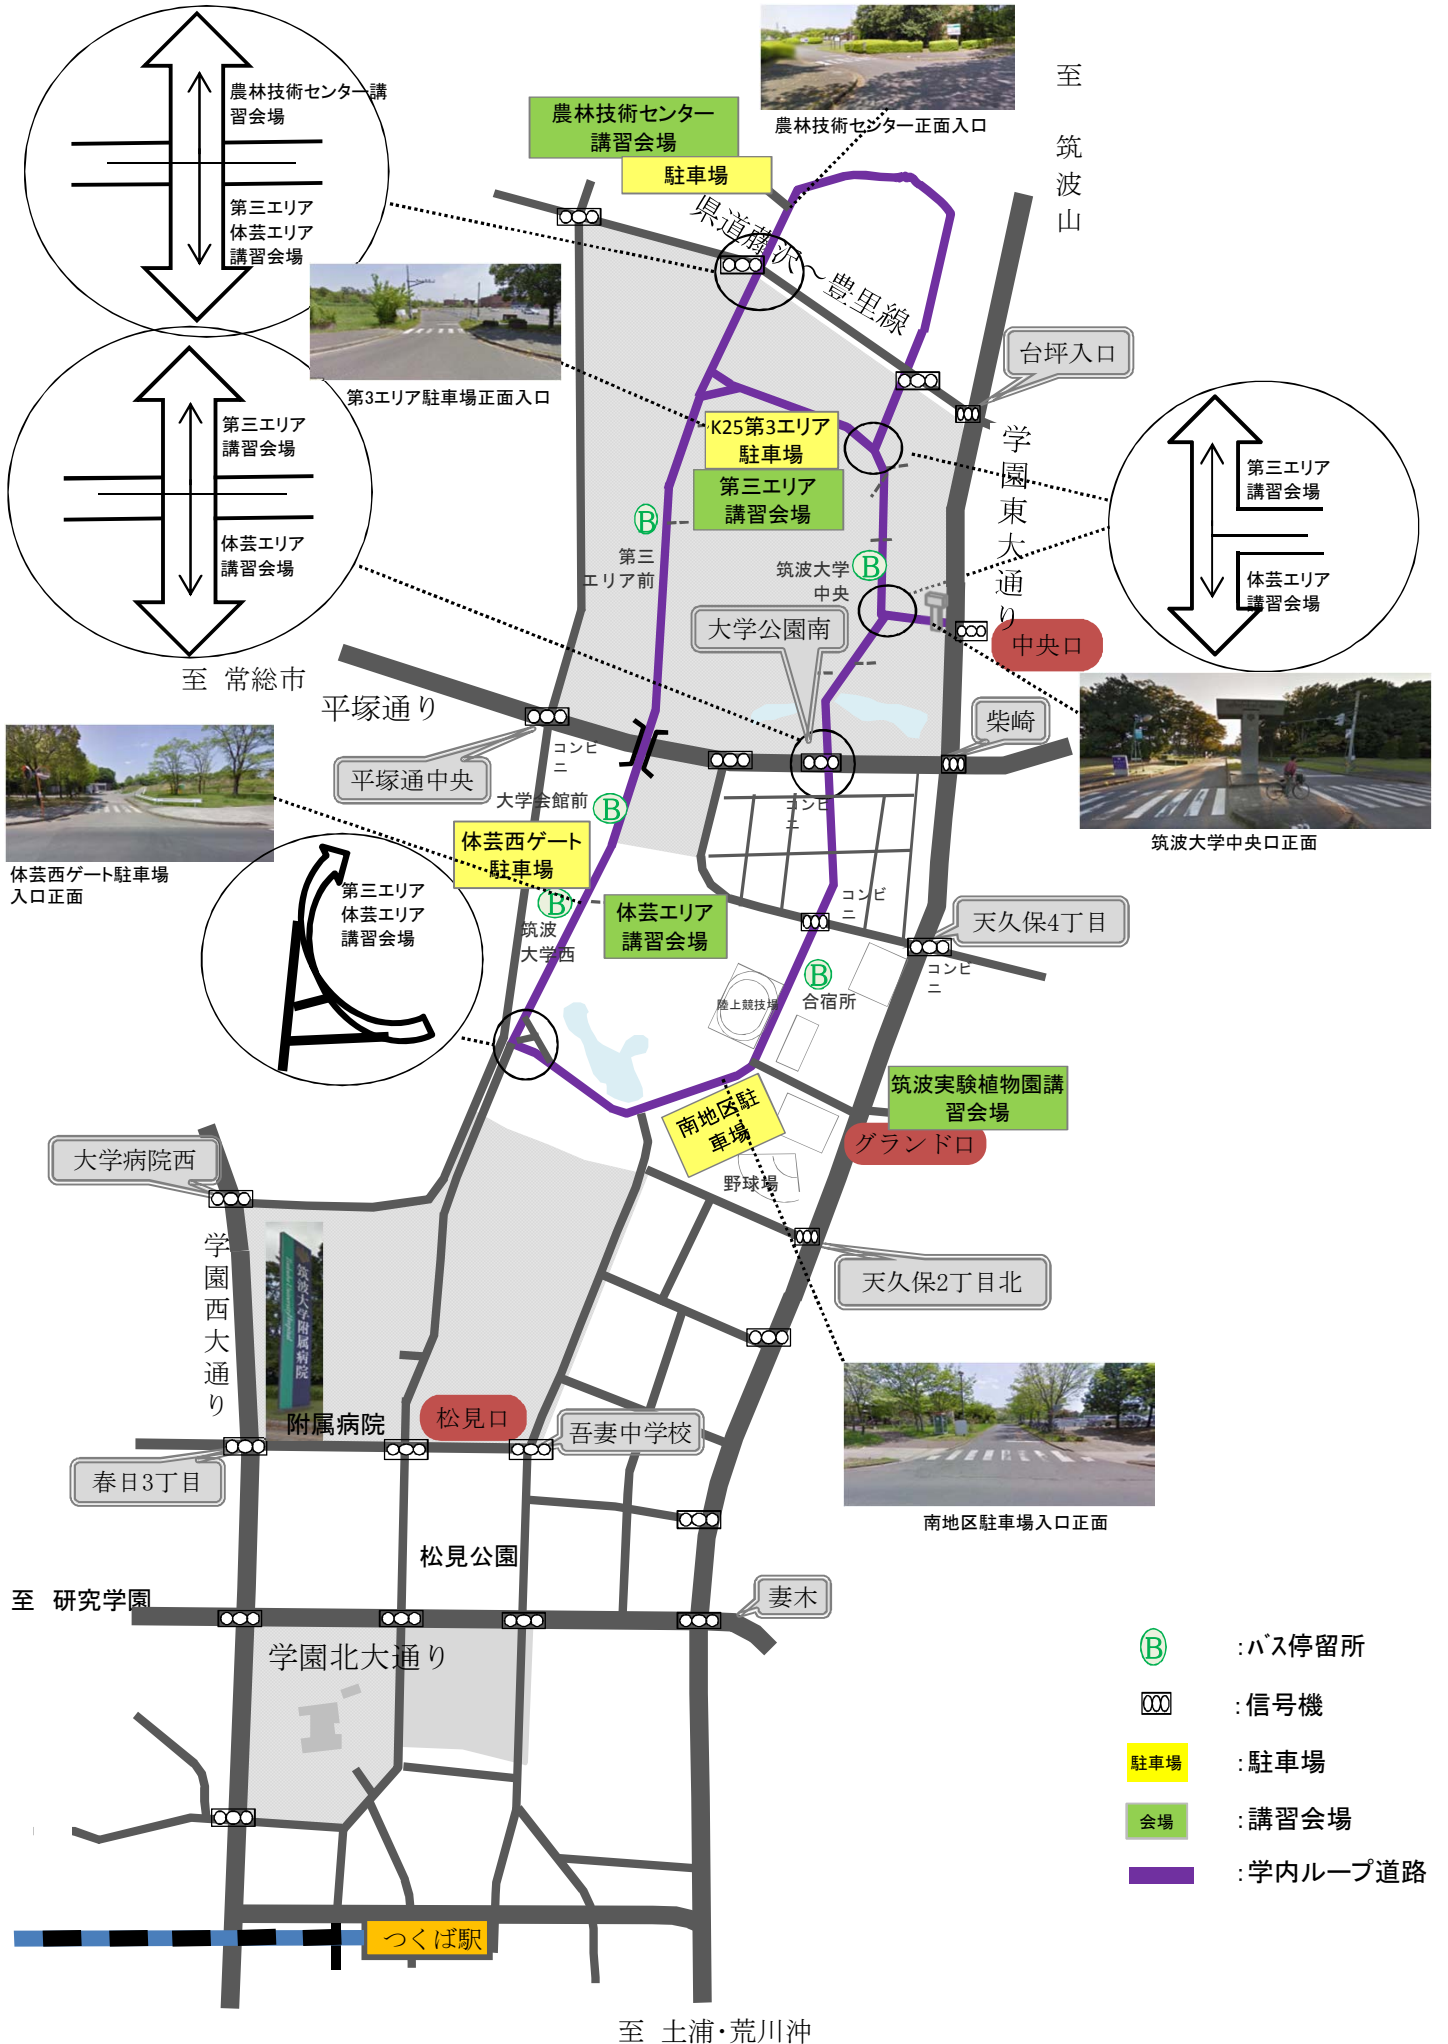 農林技術センター講
習会場
第三エリア
体芸エリア
講習会場
農林技術センター
講習会場
駐車場
農林技術センター正面入口
至 筑波山
県道藤沢～豊里線
第3エリア駐車場正面入口
台坪入口
第三エリア
講習会場
体芸エリア
講習会場
K25第3エリア
駐車場
第三エリア
講習会場
学園東大通り
第三エリア
講習会場
体芸エリア
講習会場
B
第三
エリア前
筑波大学
中央
B
大学公園南
中央口
至 常総市
平塚通り
柴崎
平塚通中央
コンビ
ニ
大学会館前
B
コンビ
ニ
筑波大学中央口正面
体芸西ゲート
駐車場
体芸西ゲート駐車場
入口正面
第三エリア
体芸エリア
講習会場
B
筑波
大学西
体芸エリア
講習会場
コンビ
ニ
天久保4丁目
コンビ
ニ
B
合宿所
陸上競技場
筑波実験植物園講
習会場
グランド口
南地区駐
車場
野球場
大学病院西
天久保2丁目北
学園西大通り
筑波大学附属病院
附属病院
松見口
吾妻中学校
春日3丁目
南地区駐車場入口正面
松見公園
至 研究学園
妻木
学園北大通り
B :バス停留所
:信号機
駐車場 :駐車場
会場 :講習会場
:学内ループ道路
つくば駅
至 土浦・荒川沖